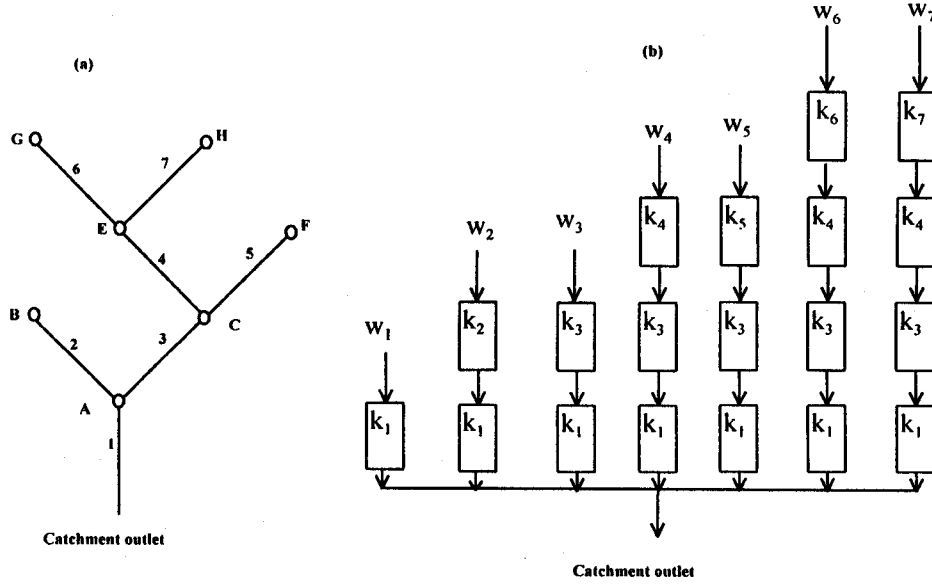 (a)
G
H
6
7
E
F
4
5
B
C
2
3
A
1
Catchment outlet
(b)
W6 W7
k6 k7
W4 W5
k4 k5 k4 k4
W2 W3
k2 k3 k3 k3 k3 k3
W1
k1 k1 k1 k1 k1 k1 k1
Catchment outlet